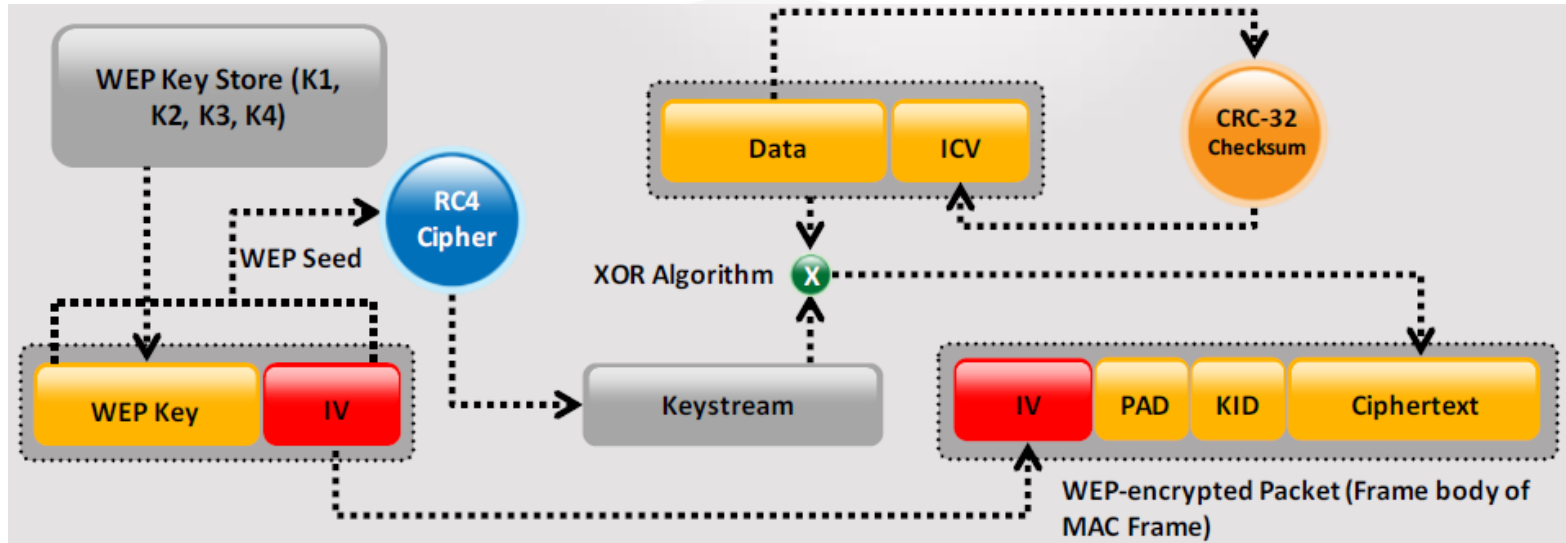 WEP Key Store (K1,
K2, K3, K4)
CRC-32
Checksum
Data
ICV
RC4
Cipher
WEP Seed
XOR Algorithm
X
WEP Key
IV
Keystream
IV
PAD
KID
Ciphertext
WEP-encrypted Packet (Frame body of
MAC Frame)